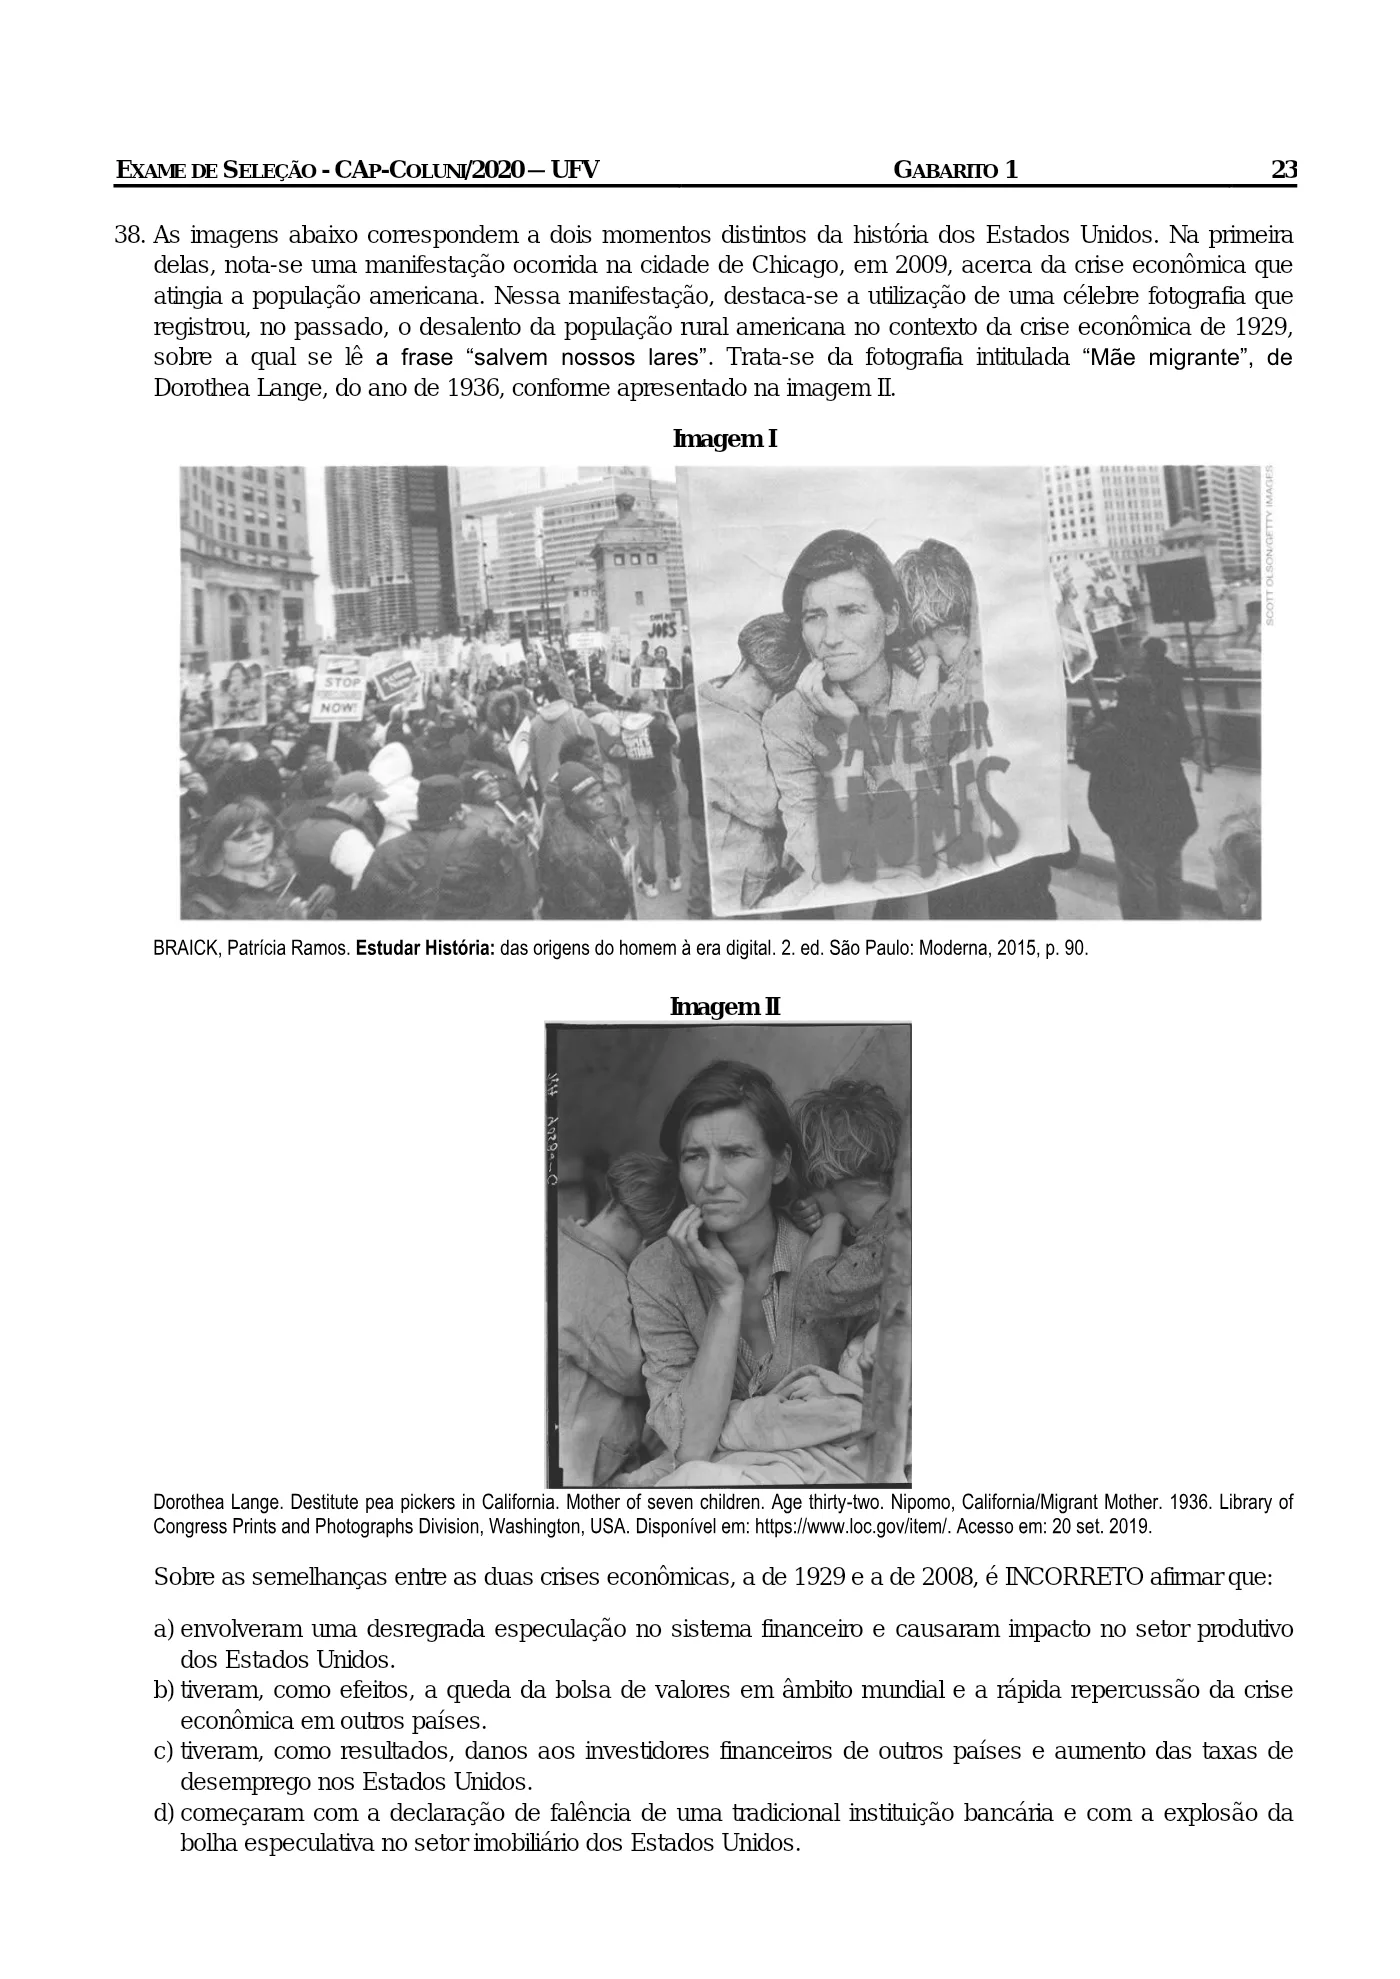 EXAME DE SELEÇÃO - CAP-COLUNI/2020 — UFV GABARITO 1 23
38. As imagens abaixo correspondem a dois momentos distintos da história dos Estados Unidos. Na primeira
delas, nota-se uma manifestação ocorrida na cidade de Chicago, em 2009, acerca da crise econômica que
atingia a população americana. Nessa manifestação, destaca-se a utilização de uma célebre fotografia que
registrou, no passado, o desalento da população rural americana no contexto da crise econômica de 1929,
sobre a qual se lê a frase “salvem nossos lares”. Trata-se da fotografia intitulada “Mãe migrante”, de
Dorothea Lange, do ano de 1936, conforme apresentado na imagem II.
Imagem I
SCOTT OLSON/GETTY IMAGES
JOBS
STOP
NOW!
SAVE OUR
HOMES
BRAICK, Patrícia Ramos. Estudar História: das origens do homem à era digital. 2. ed. São Paulo: Moderna, 2015, p. 90.
Imagem II
Dorothea Lange. Destitute pea pickers in California. Mother of seven children. Age thirty-two. Nipomo, California/Migrant Mother. 1936. Library of
Congress Prints and Photographs Division, Washington, USA. Disponível em: https://www.loc.gov/item/. Acesso em: 20 set. 2019.
Sobre as semelhanças entre as duas crises econômicas, a de 1929 e a de 2008, é INCORRETO afirmar que:
a) envolveram uma desregrada especulação no sistema financeiro e causaram impacto no setor produtivo
dos Estados Unidos.
b) tiveram, como efeitos, a queda da bolsa de valores em âmbito mundial e a rápida repercussão da crise
econômica em outros países.
c) tiveram, como resultados, danos aos investidores financeiros de outros países e aumento das taxas de
desemprego nos Estados Unidos.
d) começaram com a declaração de falência de uma tradicional instituição bancária e com a explosão da
bolha especulativa no setor imobiliário dos Estados Unidos.